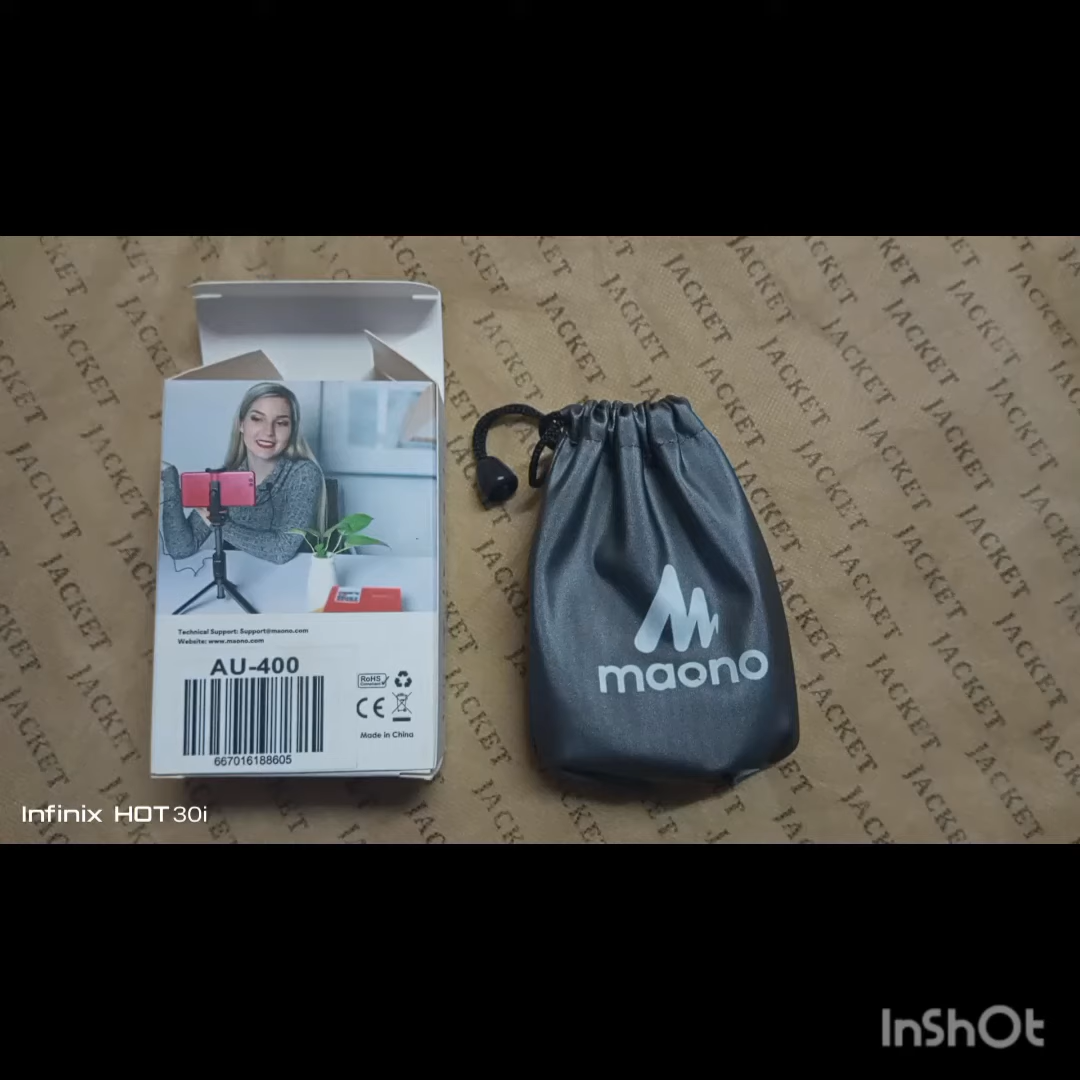 Technical Support: Support@maono.com
Website: www.maono.com
AU-400
667016188605
RoHS
CE
Made in China
maono
JACKET
Infinix HOT 30i
InShOt